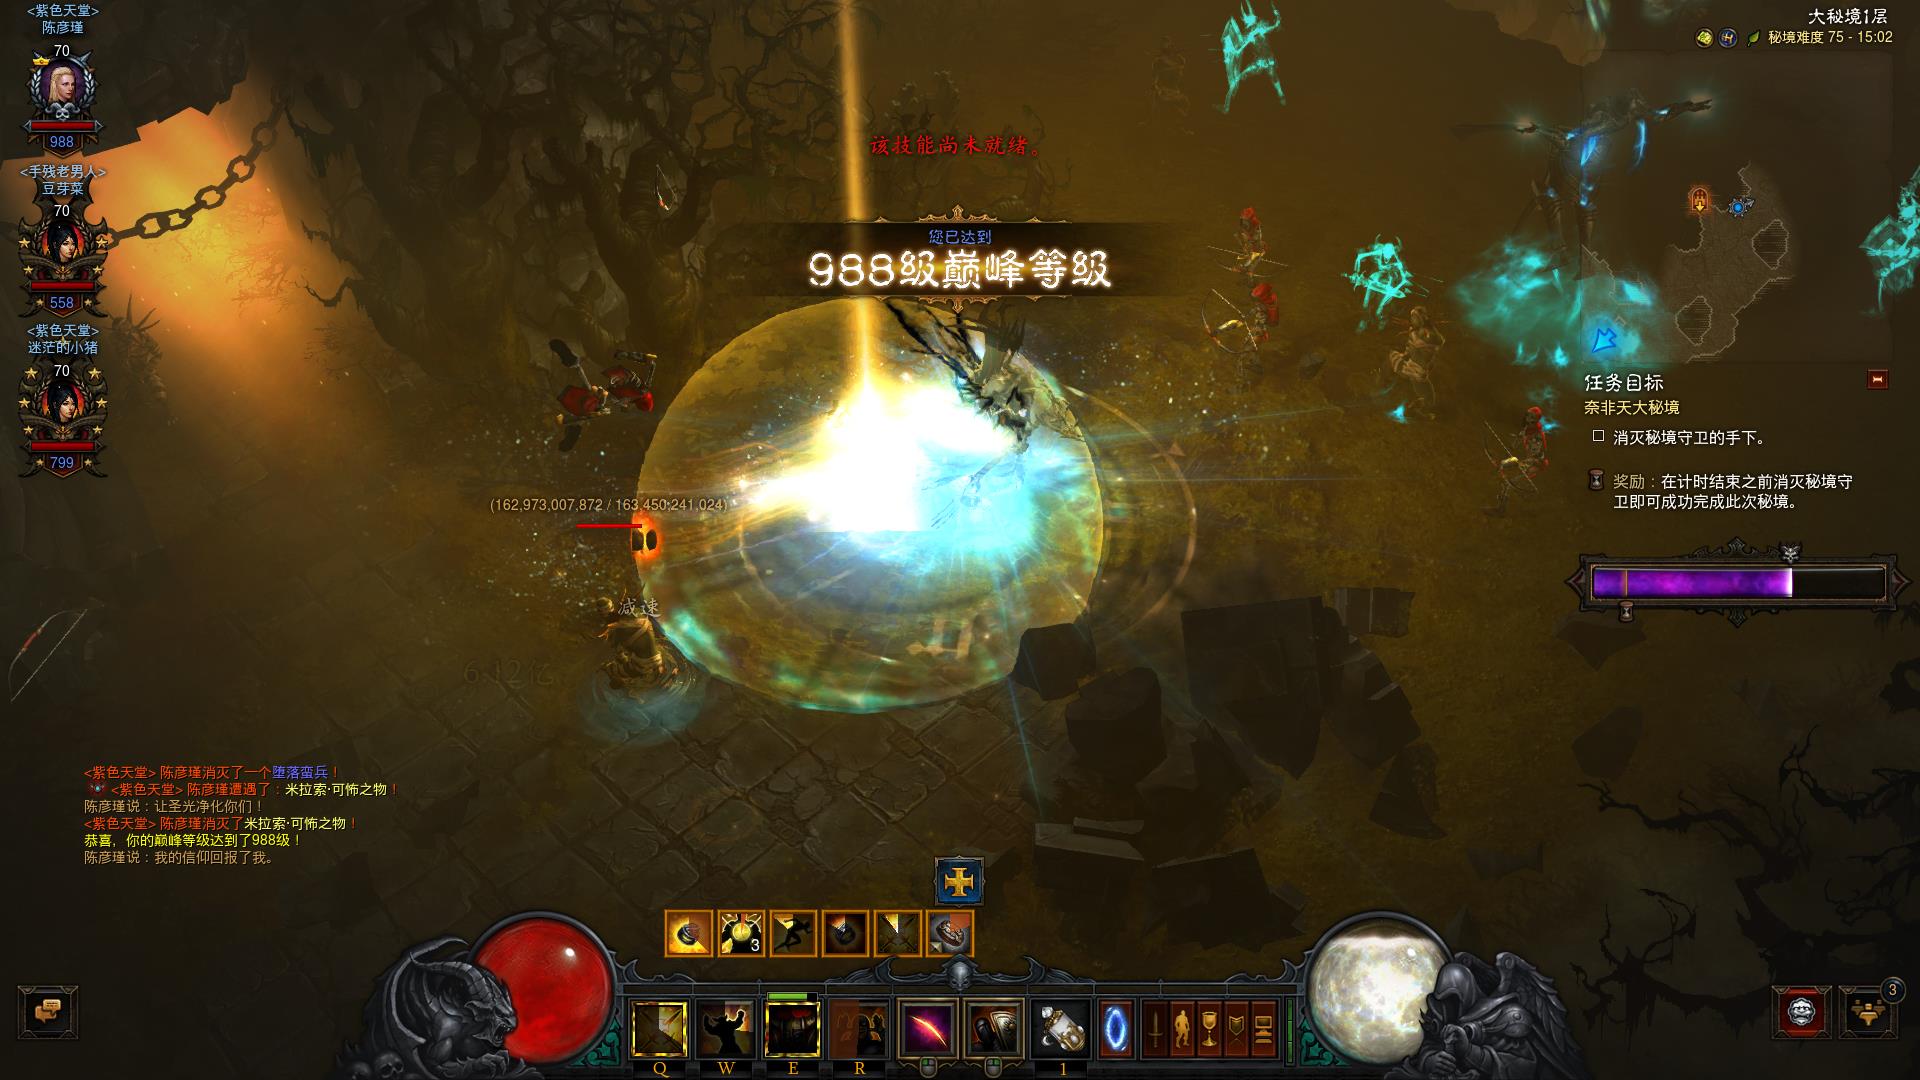 <紫色天堂>
陈彦瑾
70
988
<手残老男人>
豆芽菜
70
558
<紫色天堂>
迷茫的小猪
70
799
该技能尚未就绪。
您已达到
988级巅峰等级
(162,973,007,872 / 163,450,241,024)
减速
6.12亿
大秘境1层
秘境难度 75 - 15:02
任务目标
奈非天大秘境
消灭秘境守卫的手下。
奖励：在计时结束之前消灭秘境守
卫即可成功完成此次秘境。
<紫色天堂> 陈彦瑾消灭了一个堕落蛮兵！
<紫色天堂> 陈彦瑾遭遇了：米拉索·可怖之物！
陈彦瑾说：让圣光净化你们！
<紫色天堂> 陈彦瑾消灭了米拉索·可怖之物！
恭喜，你的巅峰等级达到了988级！
陈彦瑾说：我的信仰回报了我。
3
Q
W
E
R
1
3